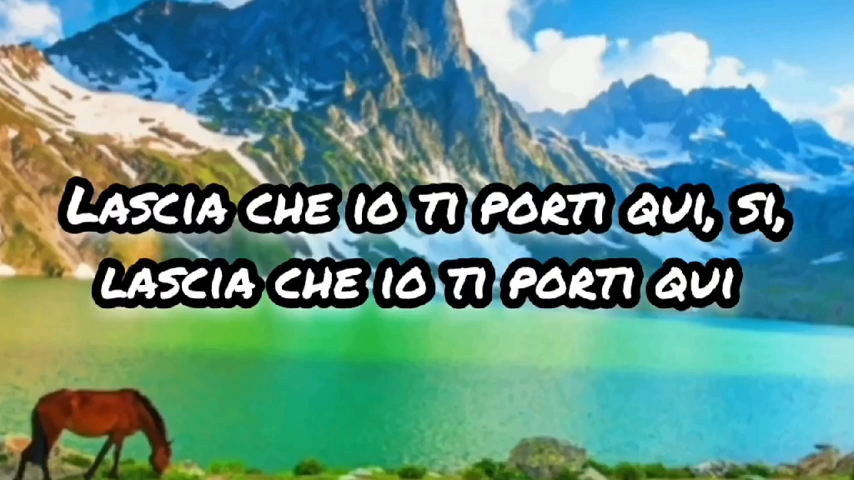 Lascia che io ti porti qui, si,
lascia che io ti porti qui